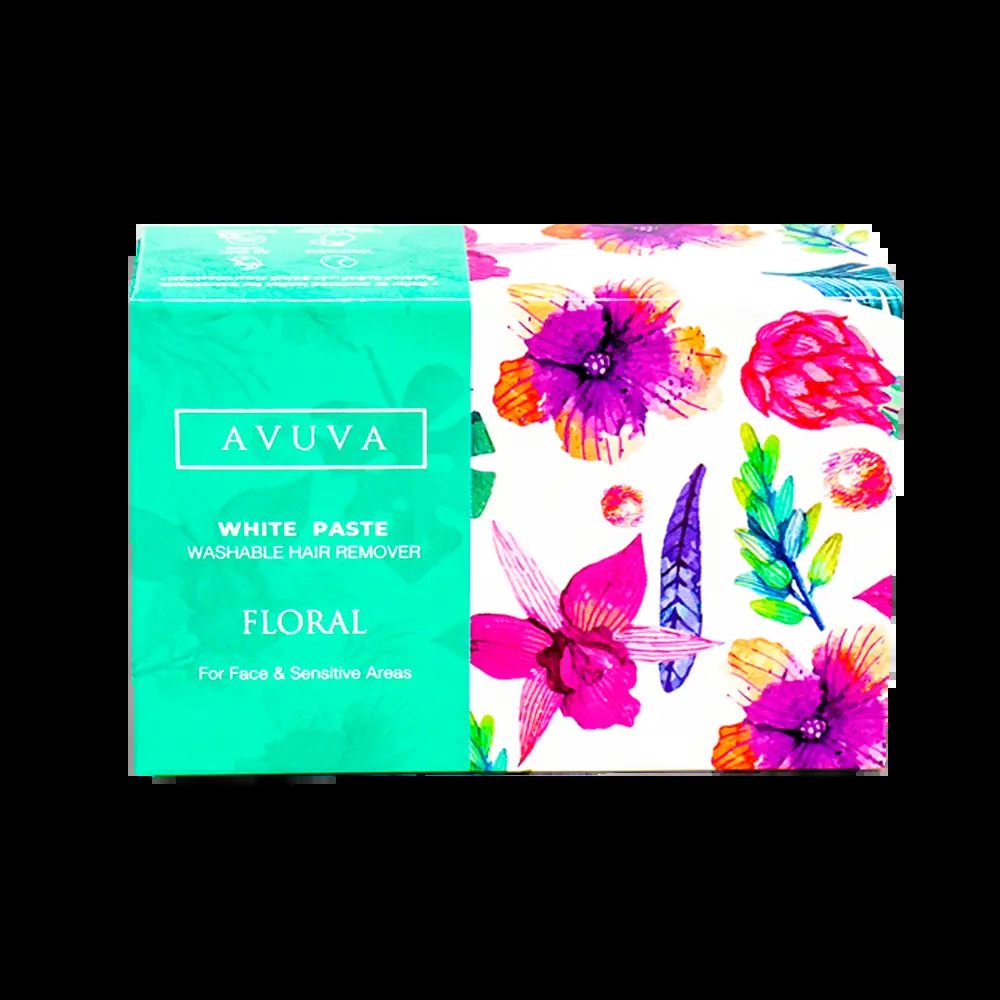 AVUVA
WHITE PASTE
WASHABLE HAIR REMOVER
FLORAL
For Face & Sensitive Areas